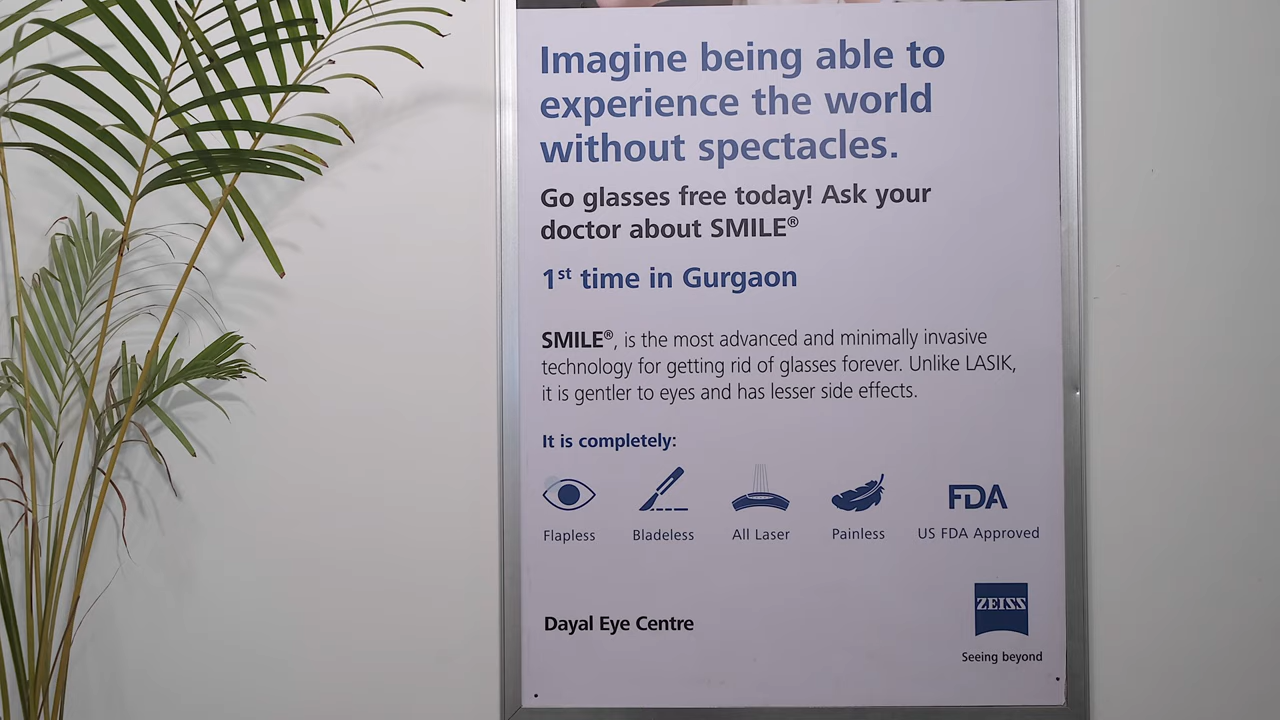 Imagine being able to
experience the world
without spectacles.
Go glasses free today! Ask your
doctor about SMILE®
1st time in Gurgaon
SMILE®, is the most advanced and minimally invasive
technology for getting rid of glasses forever. Unlike LASIK,
it is gentler to eyes and has lesser side effects.
It is completely:
FDA
Flapless Bladeless All Laser Painless US FDA Approved
ZEISS
Dayal Eye Centre
Seeing beyond